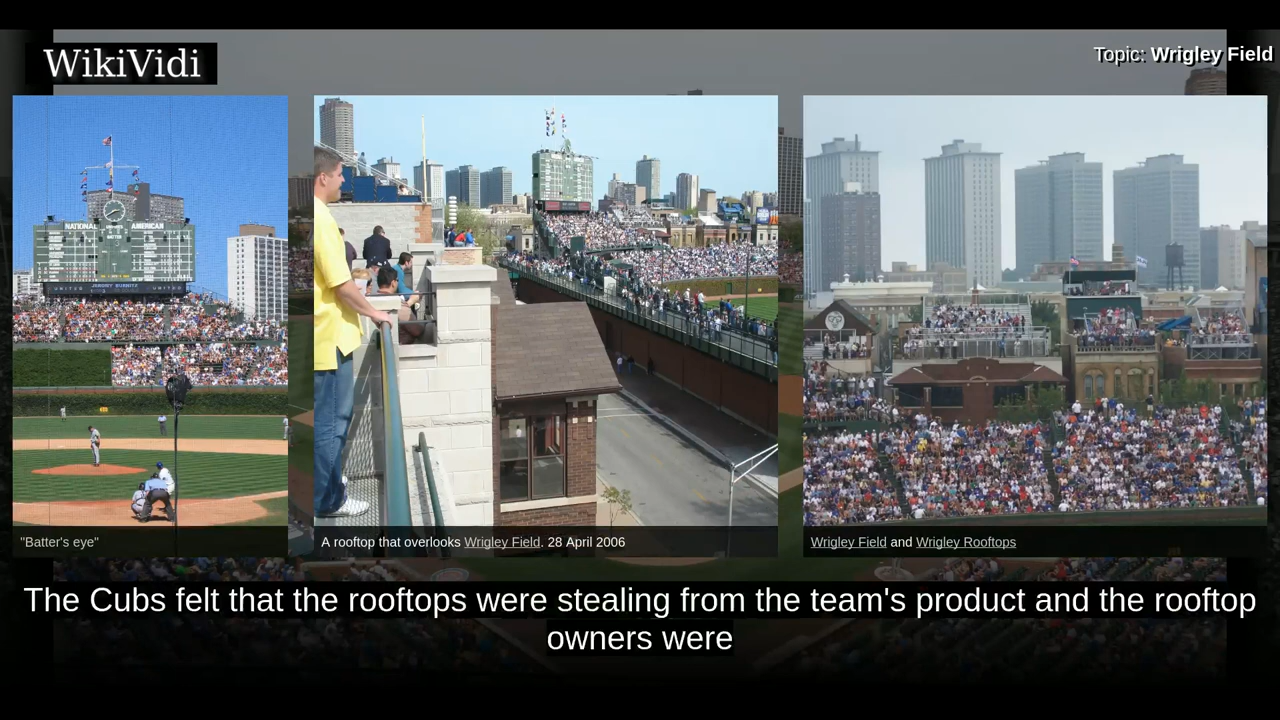 WikiVidi
Topic: Wrigley Field
NATIONAL AMERICAN
"Batter's eye"
A rooftop that overlooks Wrigley Field. 28 April 2006
Wrigley Field and Wrigley Rooftops
The Cubs felt that the rooftops were stealing from the team's product and the rooftop
owners were